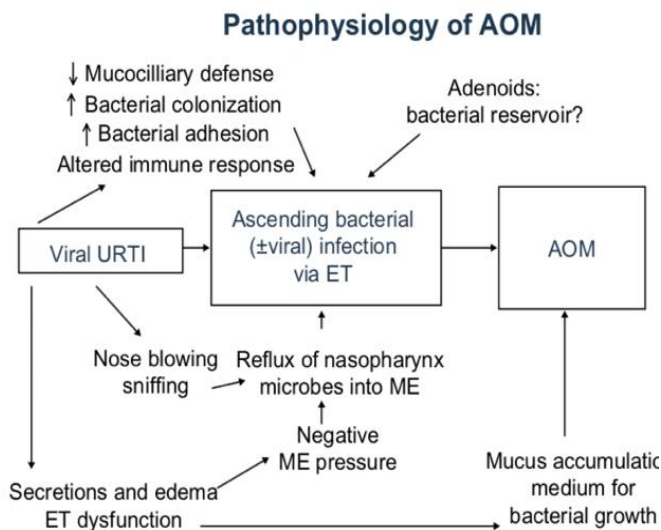 Pathophysiology of AOM
↓ Mucocilliary defense
↑ Bacterial colonization
↑ Bacterial adhesion
Altered immune response
Adenoids:
bacterial reservoir?
Viral URTI
Ascending bacterial
(±viral) infection
via ET
AOM
Nose blowing
sniffing
Reflux of nasopharynx
microbes into ME
Negative
ME pressure
Secretions and edema
ET dysfunction
Mucus accumulatio
medium for
bacterial growth